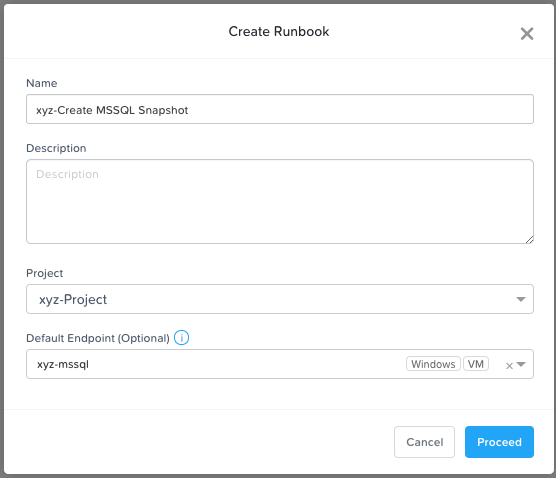 Create Runbook
Name
xyz-Create MSSQL Snapshot
Description
Description
Project
xyz-Project
Default Endpoint (Optional) i
xyz-mssql Windows VM ×
Cancel Proceed